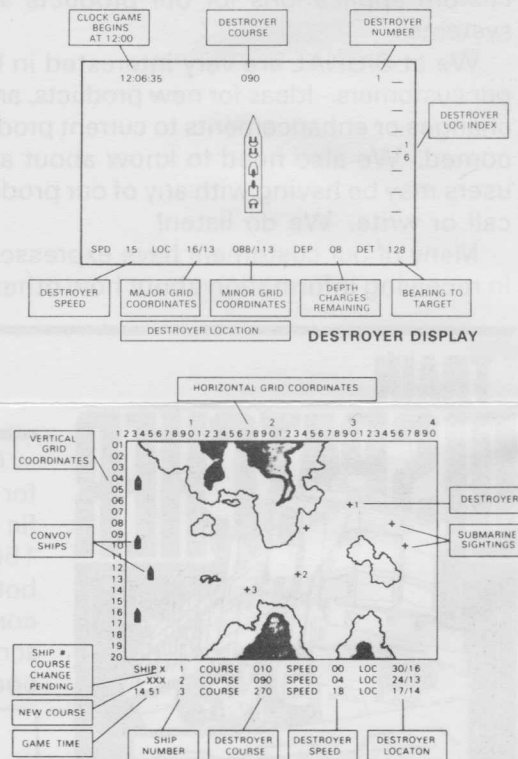 CLOCK GAME
BEGINS
AT 12:00
DESTROYER
COURSE
DESTROYER
NUMBER
12:06:35
090
1
DESTROYER
LOG INDEX
1
6
SPD 15 LOC 16/13 088/113 DEP 08 DET 128
DESTROYER
SPEED
MAJOR GRID
COORDINATES
MINOR GRID
COORDINATES
DEPTH
CHARGES
REMAINING
BEARING TO
TARGET
DESTROYER LOCATION
DESTROYER DISPLAY
HORIZONTAL GRID COORDINATES
1 2 3 4
1234567890123456789012345678901234567890
VERTICAL
GRID
COORDINATES
01
02
03
04
05
06
07
08
09
10
11
12
13
14
15
16
17
18
19
20
CONVOY
SHIPS
DESTROYER
SUBMARINE
SIGHTINGS
+1
+2
+3
SHIP #
COURSE
CHANGE
PENDING
NEW COURSE
GAME TIME
SHIP X 1 COURSE 010 SPEED 00 LOC 30/16
XXX 2 COURSE 090 SPEED 04 LOC 24/13
14 51 3 COURSE 270 SPEED 18 LOC 17/14
SHIP
NUMBER
DESTROYER
COURSE
DESTROYER
SPEED
DESTROYER
LOCATON